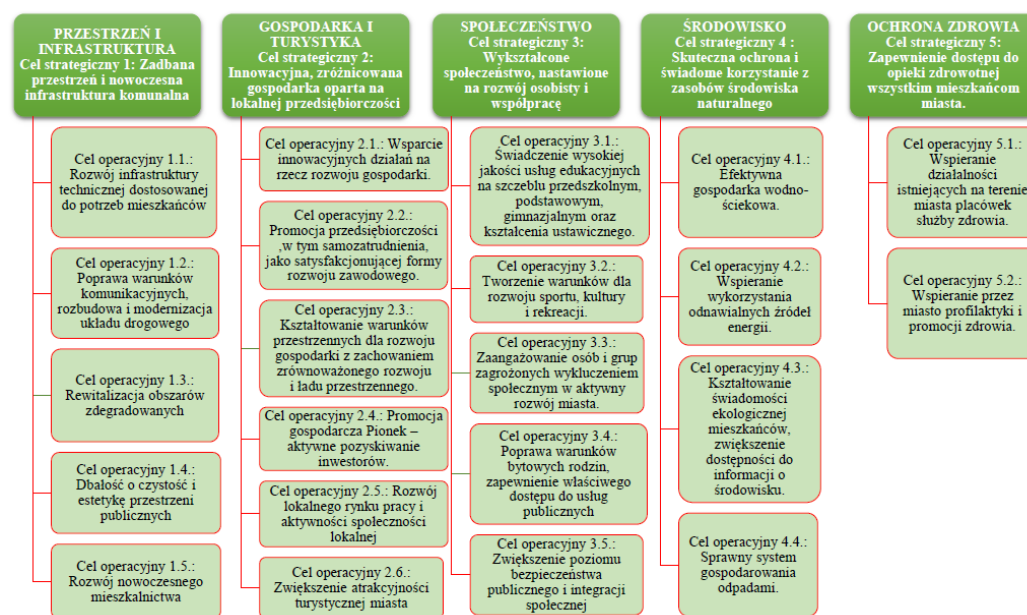 PRZESTRZEŃ I
INFRASTRUKTURA
Cel strategiczny 1: Zadbana
przestrzeń i nowoczesna
infrastruktura komunalna
Cel operacyjny 1.1.:
Rozwój infrastruktury
technicznej dostosowanej
do potrzeb mieszkańców
Cel operacyjny 1.2.:
Poprawa warunków
komunikacyjnych,
rozbudowa i modernizacja
układu drogowego
Cel operacyjny 1.3.:
Rewitalizacja obszarów
zdegradowanych
Cel operacyjny 1.4.:
Dbałość o czystość i
estetykę przestrzeni
publicznych
Cel operacyjny 1.5.:
Rozwój nowoczesnego
mieszkalnictwa
GOSPODARKA I
TURYSTYKA
Cel strategiczny 2:
Innowacyjna, zróżnicowana
gospodarka oparta na
lokalnej przedsiębiorczości
Cel operacyjny 2.1.: Wsparcie
innowacyjnych działań na
rzecz rozwoju gospodarki.
Cel operacyjny 2.2.:
Promocja przedsiębiorczości
,w tym samozatrudnienia,
jako satysfakcjonującej formy
rozwoju zawodowego.
Cel operacyjny 2.3.:
Kształtowanie warunków
przestrzennych dla rozwoju
gospodarki z zachowaniem
zrównoważonego rozwoju
i ładu przestrzennego.
Cel operacyjny 2.4.: Promocja
gospodarcza Pionek –
aktywne pozyskiwanie
inwestorów.
Cel operacyjny 2.5.: Rozwój
lokalnego rynku pracy i
aktywności społeczności
lokalnej
Cel operacyjny 2.6.:
Zwiększenie atrakcyjności
turystycznej miasta
SPOŁECZEŃSTWO
Cel strategiczny 3:
Wykształcone
społeczeństwo, nastawione
na rozwój osobisty i
współpracę
Cel operacyjny 3.1.:
Świadczenie wysokiej
jakości usług edukacyjnych
na szczeblu przedszkolnym,
podstawowym,
gimnazjalnym oraz
kształcenia ustawicznego.
Cel operacyjny 3.2.:
Tworzenie warunków dla
rozwoju sportu, kultury
i rekreacji.
Cel operacyjny 3.3.:
Zaangażowanie osób i grup
zagrożonych wykluczeniem
społecznym w aktywny
rozwój miasta.
Cel operacyjny 3.4.:
Poprawa warunków
bytowych rodzin,
zapewnienie właściwego
dostępu do usług
publicznych
Cel operacyjny 3.5.:
Zwiększenie poziomu
bezpieczeństwa
publicznego i integracji
społecznej
ŚRODOWISKO
Cel strategiczny 4 :
Skuteczna ochrona i
świadome korzystanie z
zasobów środowiska
naturalnego
Cel operacyjny
4.1.:
Efektywna
gospodarka wodno-
ściekowa.
Cel operacyjny
4.2.:
Wspieranie
wykorzystania
odnawialnych źródeł
energii.
Cel operacyjny 4.3.:
Kształtowanie
świadomości
ekologicznej
mieszkańców,
zwiększenie
dostępności do
informacji o
środowisku.
Cel operacyjny 4.4.:
Sprawny system
gospodarowania
odpadami.
OCHRONA ZDROWIA
Cel strategiczny 5:
Zapewnienie dostępu do
opieki zdrowotnej
wszystkim mieszkańcom
miasta.
Cel operacyjny 5.1.:
Wspieranie
działalności
istniejących na terenie
miasta placówek
służby zdrowia.
Cel operacyjny 5.2.:
Wspieranie przez
miasto profilaktyki i
promocji zdrowia.